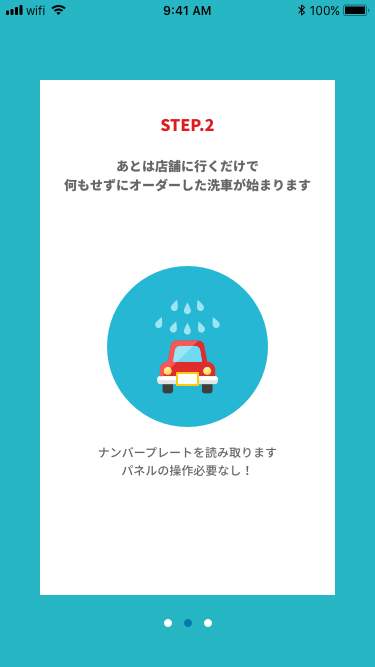 wifi 9:41 AM 100%
STEP.2
あとは店舗に行くだけで
何もせずにオーダーした洗車が始まります
ナンバープレートを読み取ります
パネルの操作必要なし！